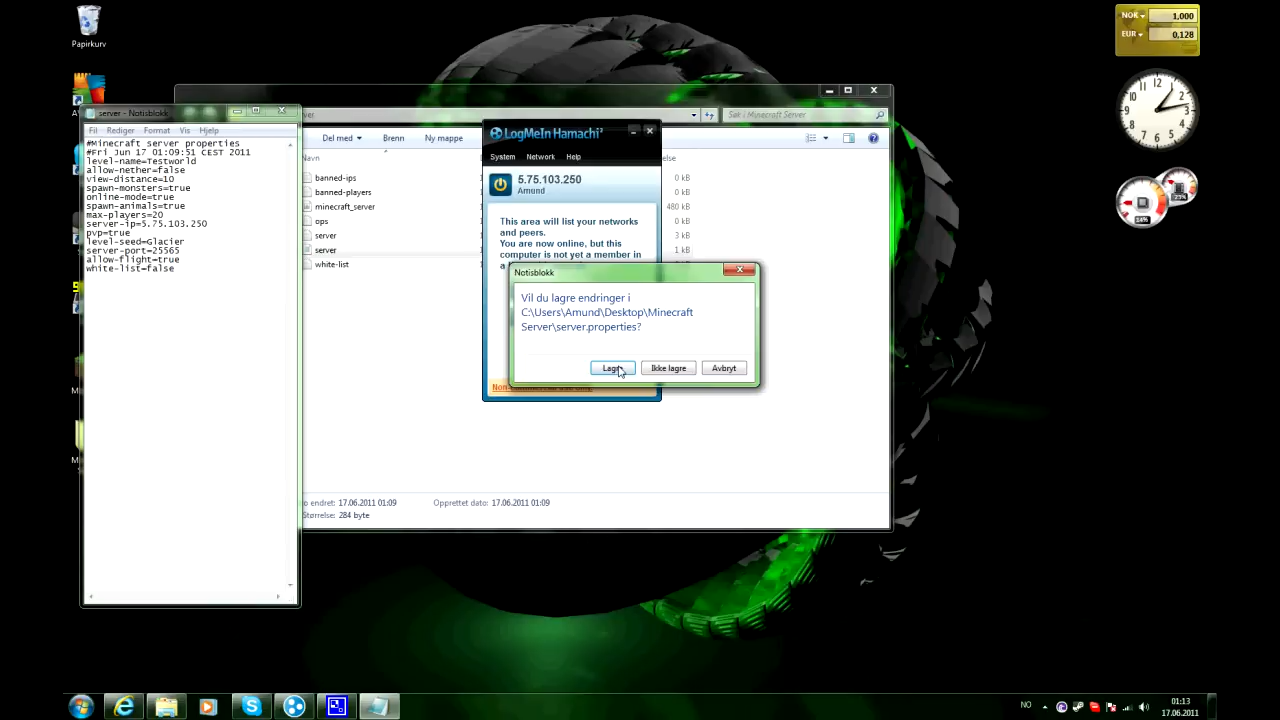 Papirkurv
NOK
1,000
EUR
0,128
server - Notisblokk
Fil Rediger Format Vis Hjelp
#Minecraft server properties
#Fri Jun 17 01:09:51 CEST 2011
level-name=Testworld
allow-nether=false
view-distance=10
spawn-monsters=true
online-mode=true
spawn-animals=true
max-players=20
server-ip=5.75.103.250
pvp=true
level-seed=Glacier
server-port=25565
allow-flight=true
white-list=false
Søk i Minecraft Server
Del med Brenn Ny mappe
banned-ips
0 kB
banned-players
0 kB
minecraft_server
480 kB
ops
0 kB
server
3 kB
server
1 kB
white-list
0 kB
LogMeIn Hamachi²
System Network Help
5.75.103.250
Amund
This area will list your networks
and peers.
You are now online, but this
computer is not yet a member in
Notisblokk
Vil du lagre endringer i
C:\Users\Amund\Desktop\Minecraft
Server\server.properties?
Ikke lagre Avbryt
endret: 17.06.2011 01:09 Opprettet dato: 17.06.2011 01:09
Størrelse: 284 byte
NO
01:13
17.06.2011